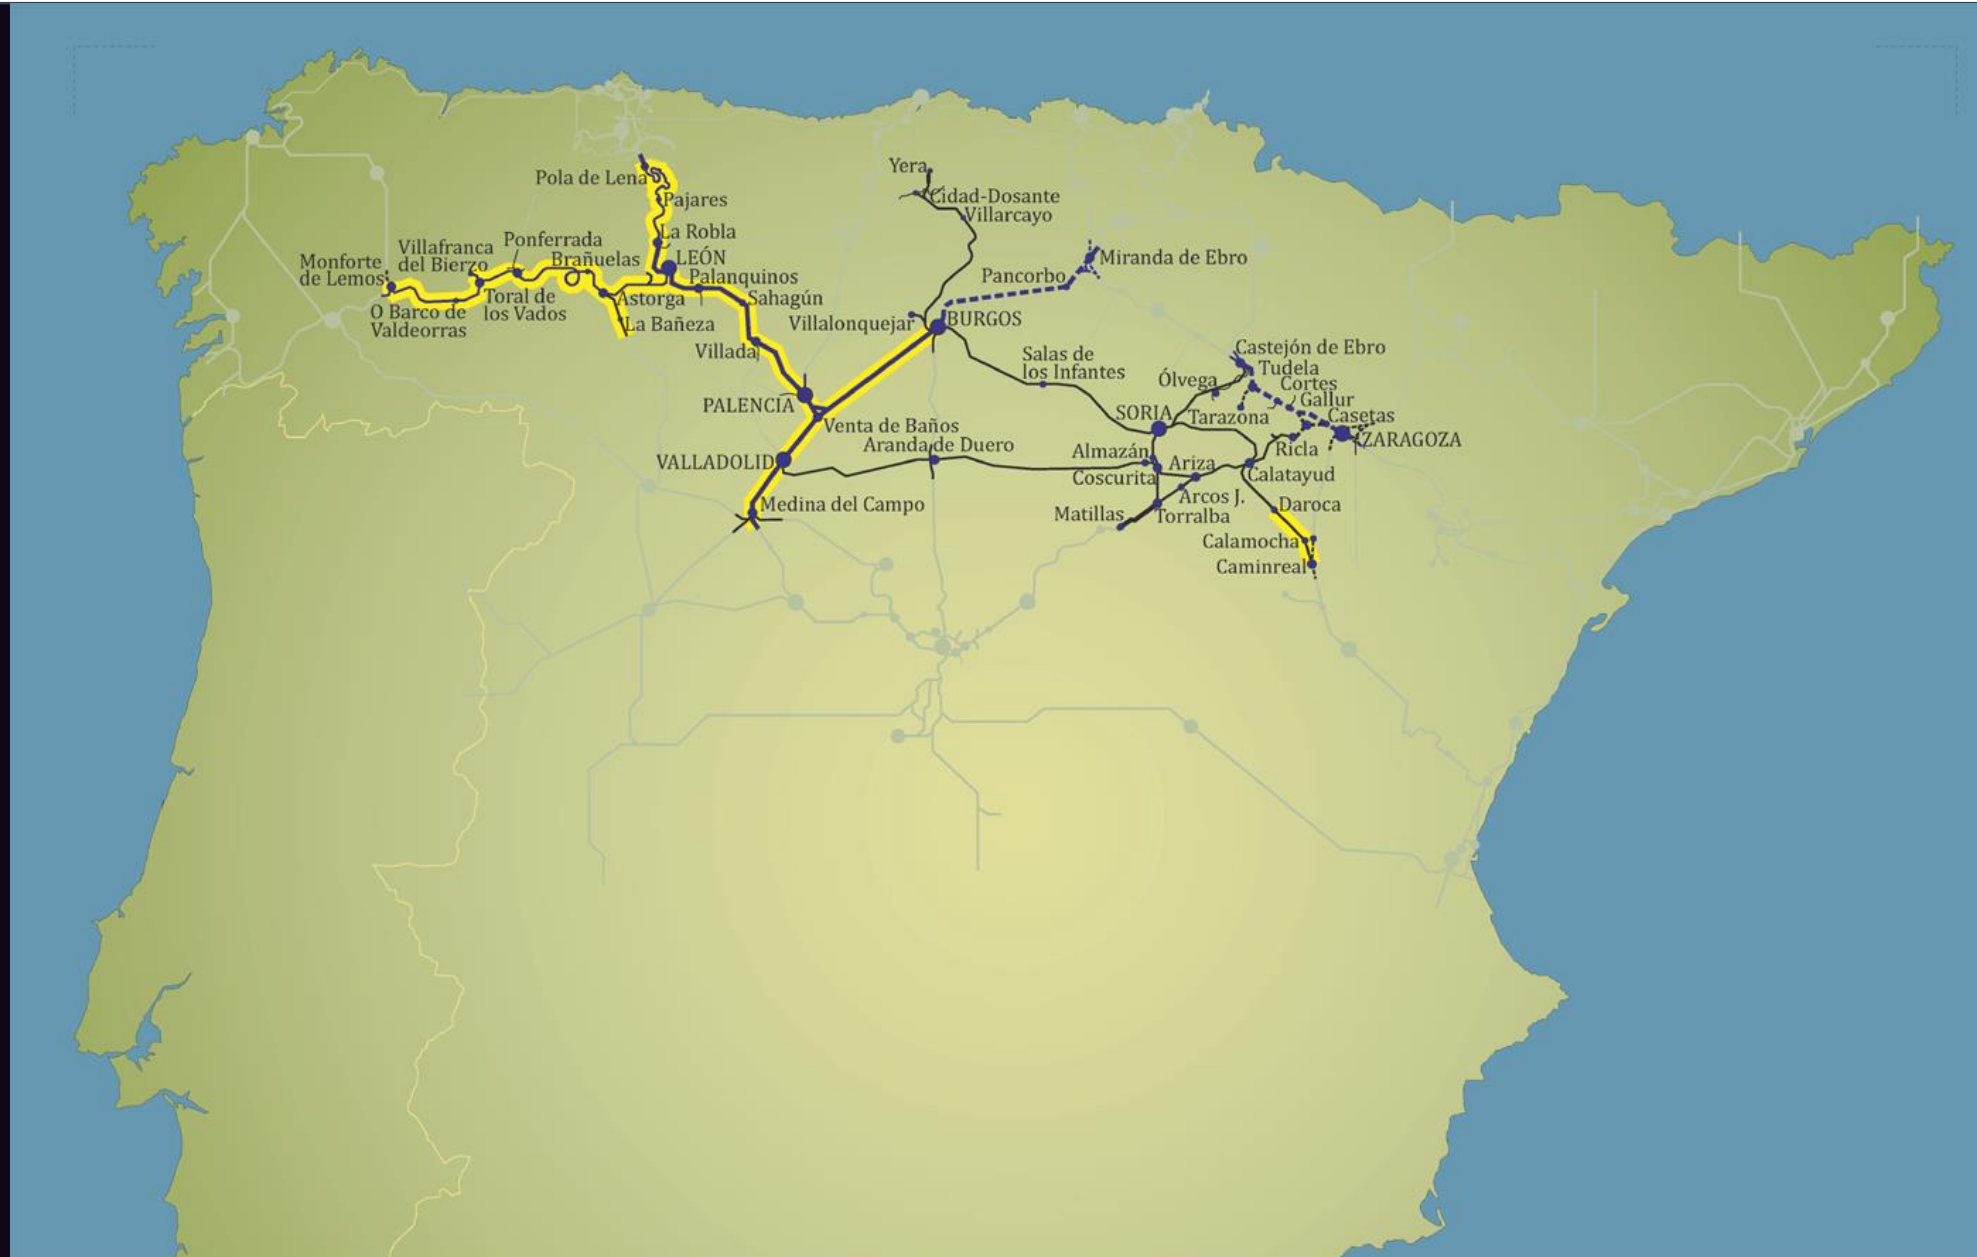 Yera
Pola de Lena
Pajares
Cidad-Dosante
Villarcayo
La Robla
Ponferrada
Villafranca
del Bierzo
Brañuelas
LEÓN
Monforte
de Lemos
Palanquinos
Miranda de Ebro
Pancorbo
Toral de
los Vados
Astorga
Sahagún
O Barco de
Valdeorras
La Bañeza
Villalonquejar
BURGOS
Villada
Salas de
los Infantes
Castejón de Ebro
Tudela
Ólvega
Cortes
Gallur
PALENCIA
SORIA
Tarazona
Casetas
Venta de Baños
ZARAGOZA
Aranda de Duero
Almazán
Ricla
VALLADOLID
Ariza
Coscurita
Calatayud
Medina del Campo
Arcos J.
Daroca
Matillas
Torralba
Calamocha
Caminreal